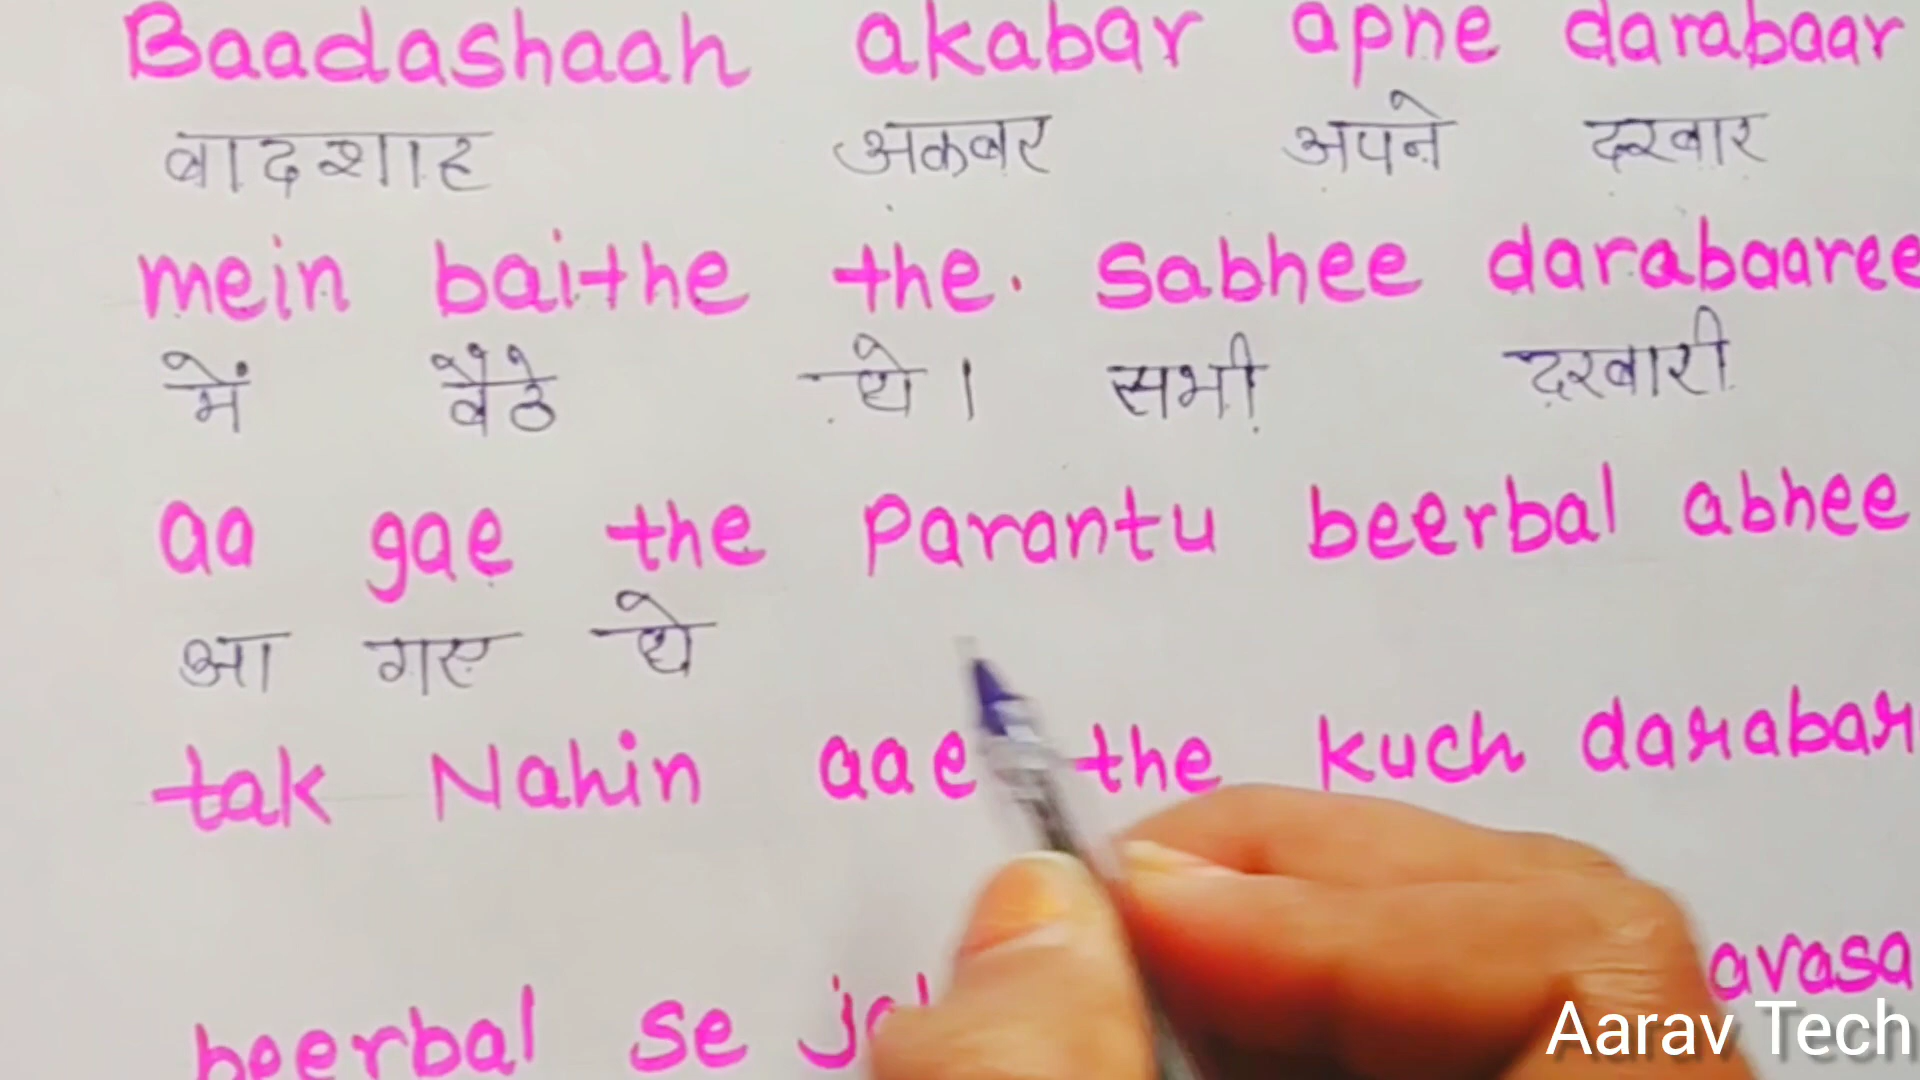 Baadashaah akabar apne darabaar
बादशाह अकबर अपने दरबार
mein baithe the. Sabhee darabaaree
में बैठे थे। सभी दरबारी
aa gae the Parantu beerbal abhee
आ गए थे
tak Nahin aae the kuch darabar
beerbal se avasa
Aarav Tech